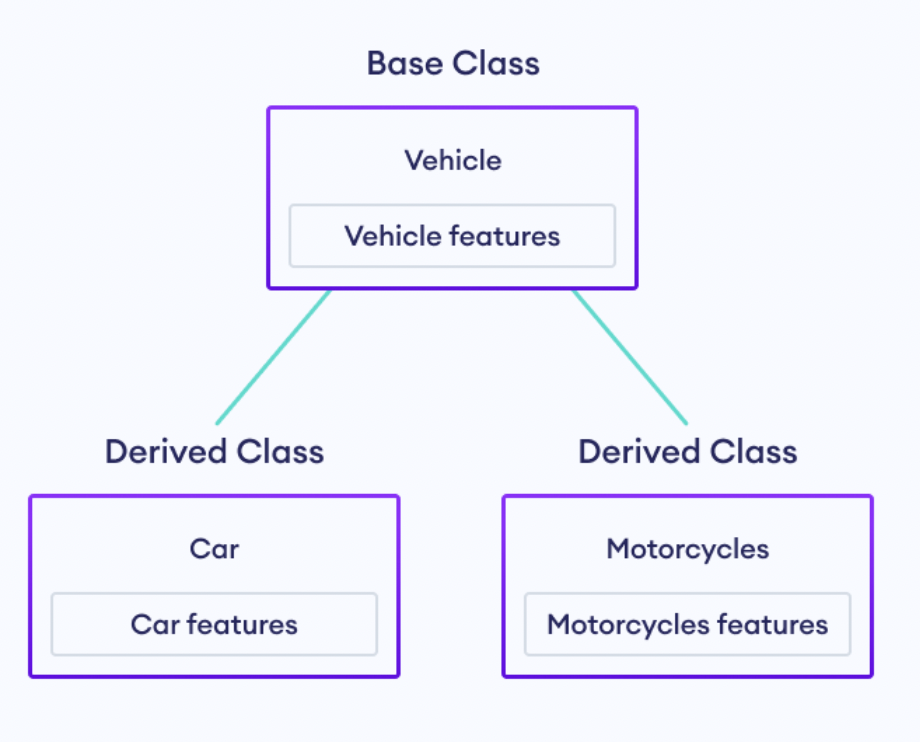 Base Class
Vehicle
Vehicle features
Derived Class
Derived Class
Car
Motorcycles
Car features
Motorcycles features